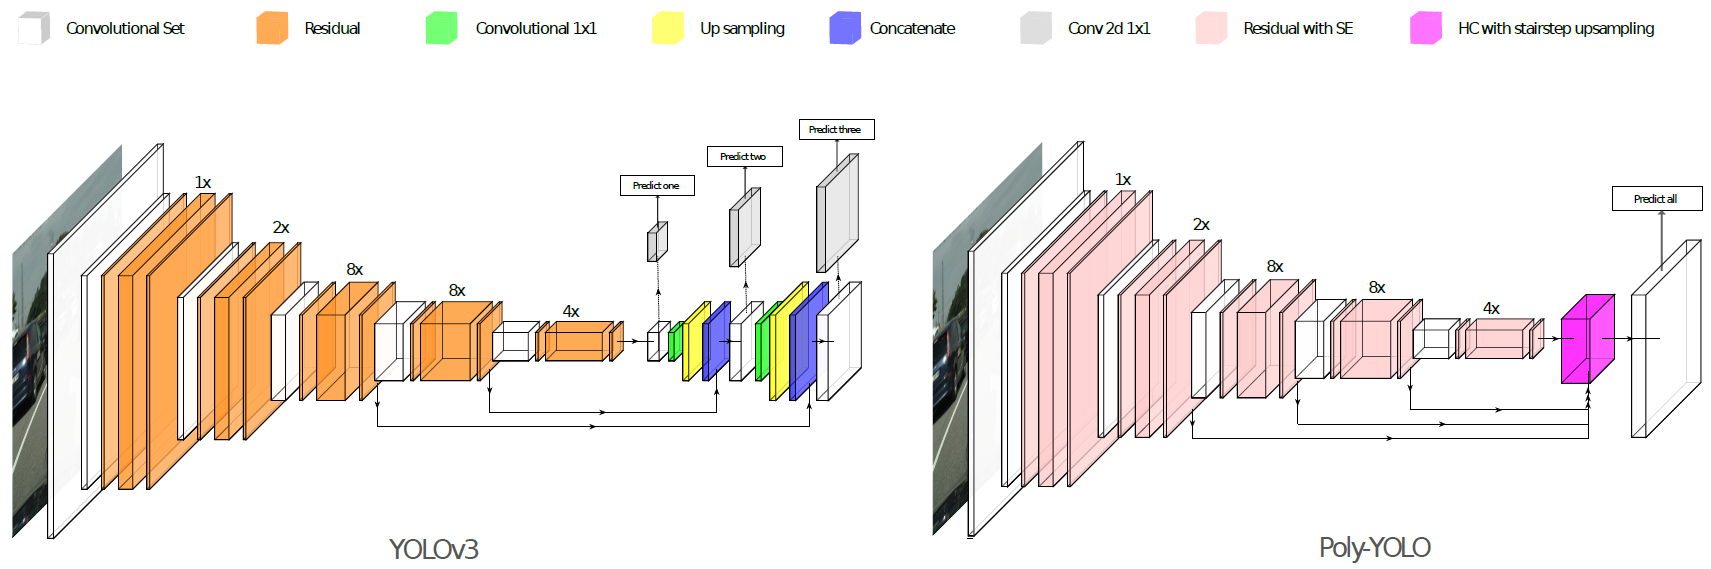 Convolutional Set
Residual
Convolutional 1x1
Up sampling
Concatenate
Conv 2d 1x1
Residual with SE
HC with stairstep upsampling
1x
2x
8x
8x
4x
Predict one
Predict two
Predict three
YOLOv3
1x
2x
8x
8x
4x
Predict all
Poly-YOLO